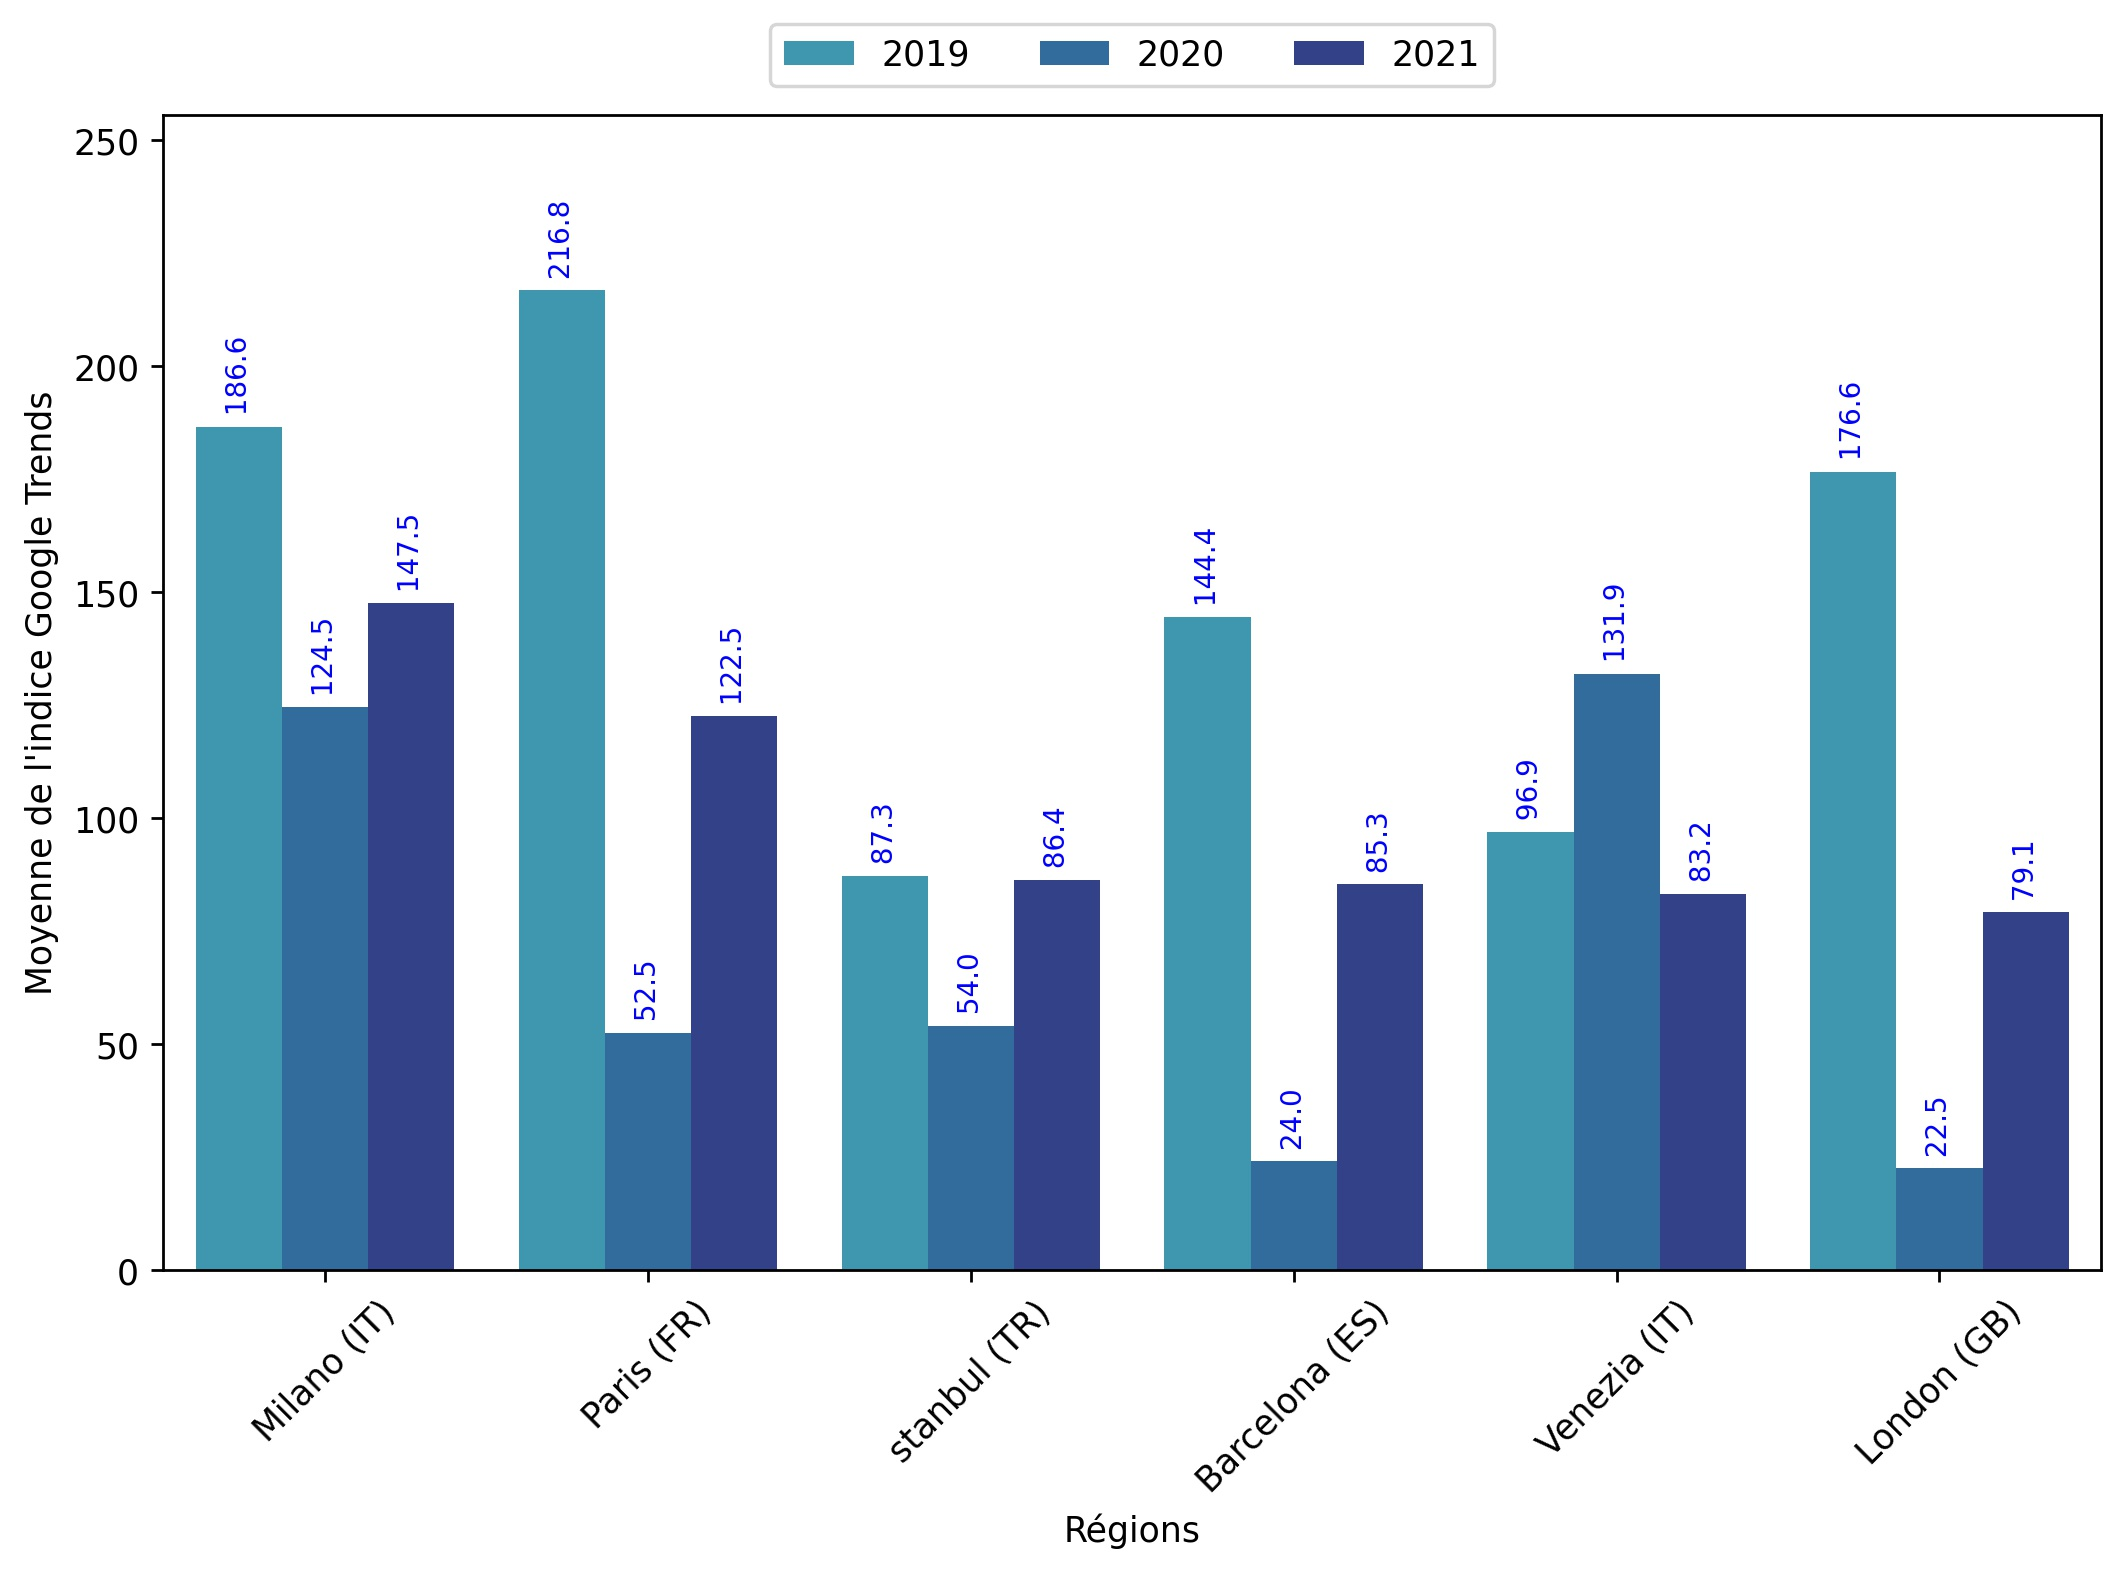 2019 2020 2021
Moyenne de l'indice Google Trends
250
200
150
100
50
0
186.6
124.5
147.5
216.8
52.5
122.5
87.3
54.0
86.4
144.4
24.0
85.3
96.9
131.9
83.2
176.6
22.5
79.1
Milano (IT)
Paris (FR)
stanbul (TR)
Barcelona (ES)
Venezia (IT)
London (GB)
Régions